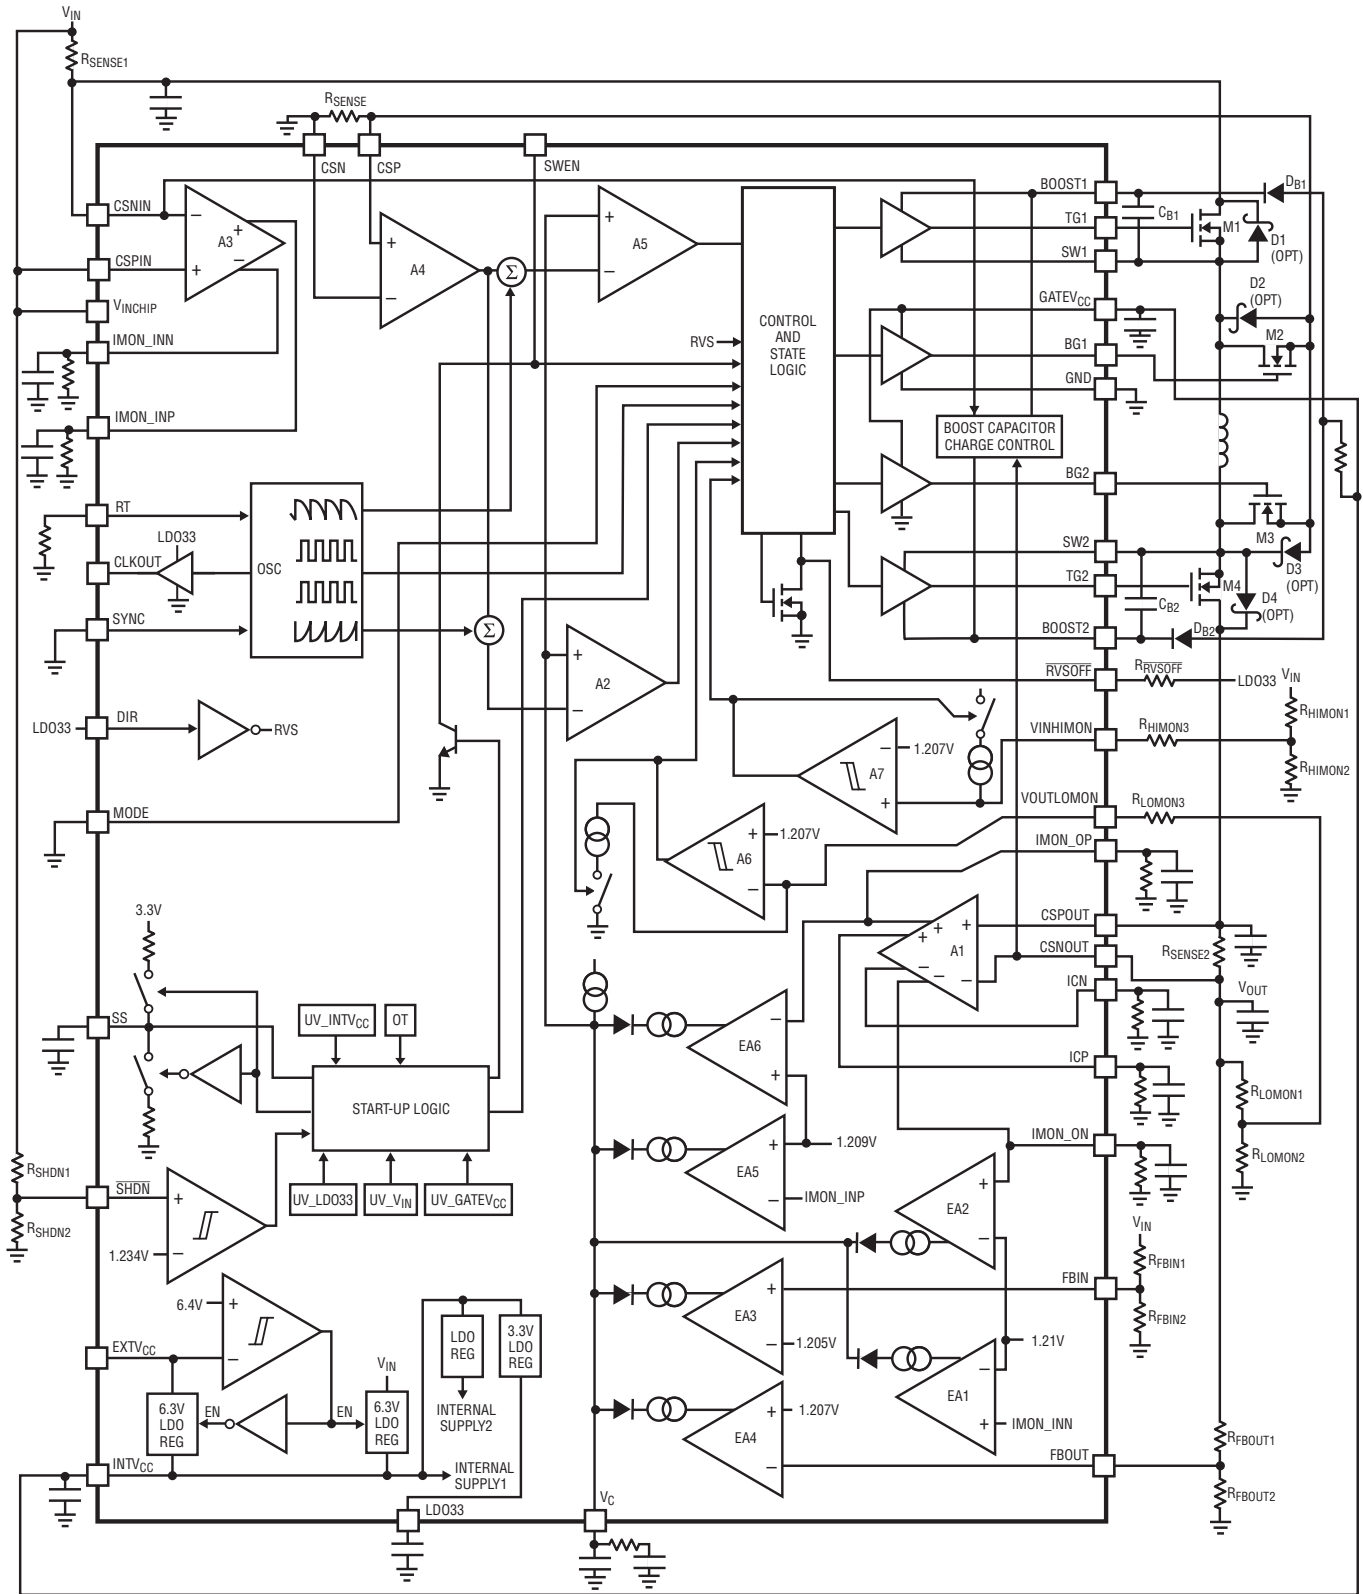 VIN
RSENSE1
RSENSE
CSN
CSP
SWEN
CSNIN
A3
−
+
+
−
CSPIN
VINCHIP
IMON_INN
IMON_INP
A4
+
−
Σ
A5
+
−
CONTROL
AND
STATE
LOGIC
RVS
BOOST1
TG1
SW1
GATEVCC
BG1
GND
BOOST CAPACITOR
CHARGE CONTROL
BG2
SW2
TG2
BOOST2
DB1
CB1
M1
D1
(OPT)
D2
(OPT)
M2
M3
D3
(OPT)
M4
D4
(OPT)
CB2
DB2
RT
CLKOUT
LDO33
OSC
SYNC
Σ
A2
+
−
LDO33
DIR
RVS
MODE
RVSOFF
RRVSOFF
LDO33
VIN
RHIMON1
VINHIMON
RHIMON3
RHIMON2
1.207V
−
A7
+
VOUTLOMON
RLOMON3
+
1.207V
A6
−
IMON_OP
3.3V
SS
CSPOUT
CSNOUT
RSENSE2
A1
+
+
+
−
−
−
ICN
VOUT
ICP
RLOMON1
RLOMON2
UV_INTVCC
OT
START-UP LOGIC
UV_LDO33
UV_VIN
UV_GATEVCC
EA6
−
+
1.209V
EA5
+
−
IMON_INP
IMON_ON
EA2
+
−
RSHDN1
SHDN
RSHDN2
+
1.234V
−
VIN
RFBIN1
FBIN
RFBIN2
EA3
+
−
1.205V
1.21V
EA1
−
+
IMON_INN
EA4
+
1.207V
−
FBOUT
RFBOUT1
RFBOUT2
6.4V
+
−
EXTVCC
6.3V
LDO
REG
EN
EN
VIN
6.3V
LDO
REG
LDO
REG
3.3V
LDO
REG
INTERNAL
SUPPLY2
INTVCC
INTERNAL
SUPPLY1
LDO33
VC